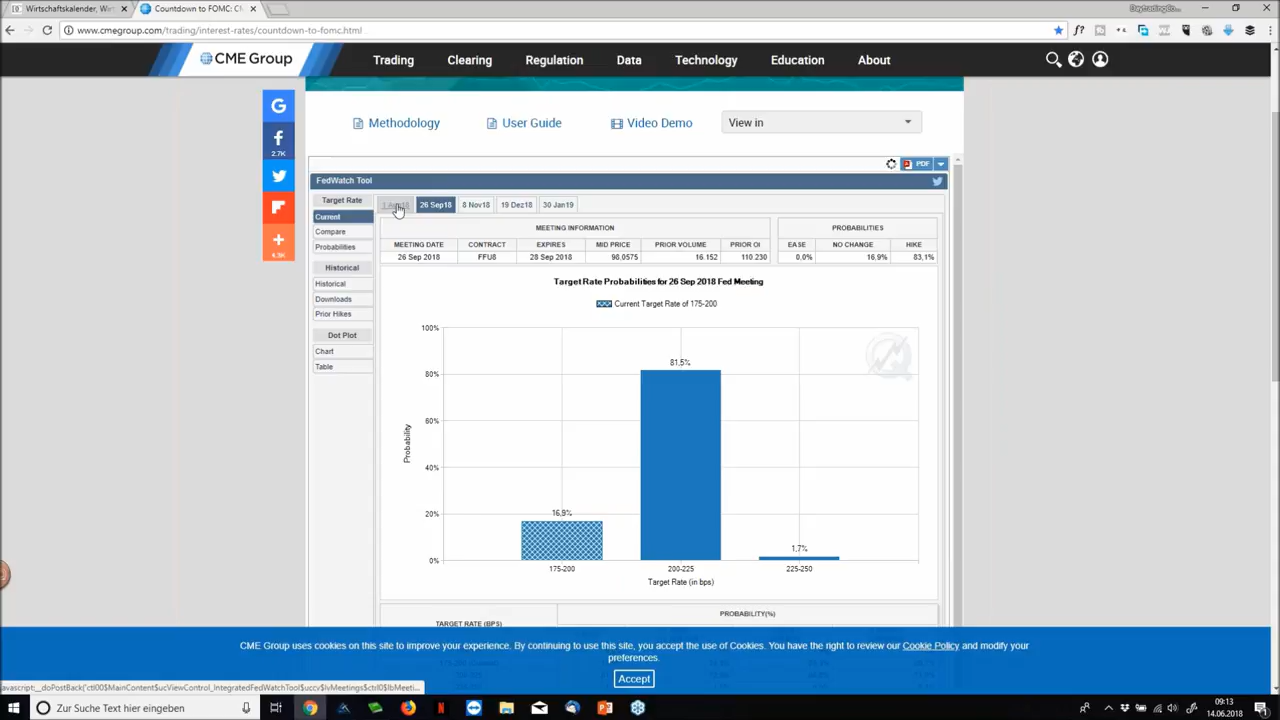 Wirtschaftskalender, Wirtsch
Countdown to FOMC: C
www.cmegroup.com/trading/interest-rates/countdown-to-fomc.html
CME Group
Trading
Clearing
Regulation
Data
Technology
Education
About
Methodology
User Guide
Video Demo
View in
2.7K
4.3K
PDF
FedWatch Tool
Target Rate
Current
Compare
Probabilities
Historical
Historical
Downloads
Prior Hikes
Dot Plot
Chart
Table
26 Sep18
8 Nov18
19 Dez18
30 Jan19
MEETING INFORMATION
MEETING DATE CONTRACT EXPIRES MID PRICE PRIOR VOLUME PRIOR OI
26 Sep 2018 FFU8 28 Sep 2018 98.0575 16.152 110.230
PROBABILITIES
EASE NO CHANGE HIKE
0,0% 16,9% 83,1%
Target Rate Probabilities for 26 Sep 2018 Fed Meeting
Current Target Rate of 175-200
100%
80%
60%
40%
20%
0%
Probability
81,5%
16,9%
1,7%
175-200
200-225
225-250
Target Rate (in bps)
TARGET RATE (BPS)
PROBABILITY(%)
CME Group uses cookies on this site to improve your experience. By continuing to use this site, you accept the use of Cookies. You have the right to review our Cookie Policy and modify your
preferences.
Accept
Zur Suche Text hier eingeben
09:13
14.06.2018